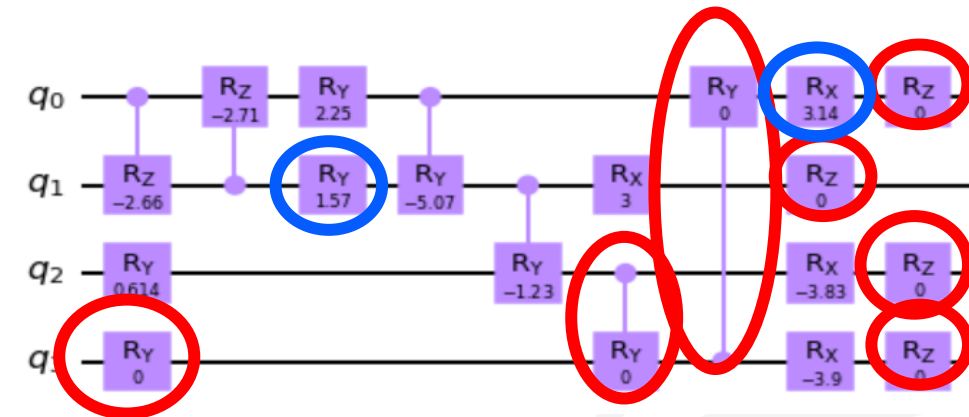 q0 RZ −2.71 RY 2.25 RY 0 RX 3.14 RZ 0
q1 RZ −2.66 RY 1.57 RY −5.07 RX 3 RZ 0
q2 RY 0.614 RY −1.23 RX −3.83 RZ 0
RY 0 RY 0 RX −3.9 RZ 0